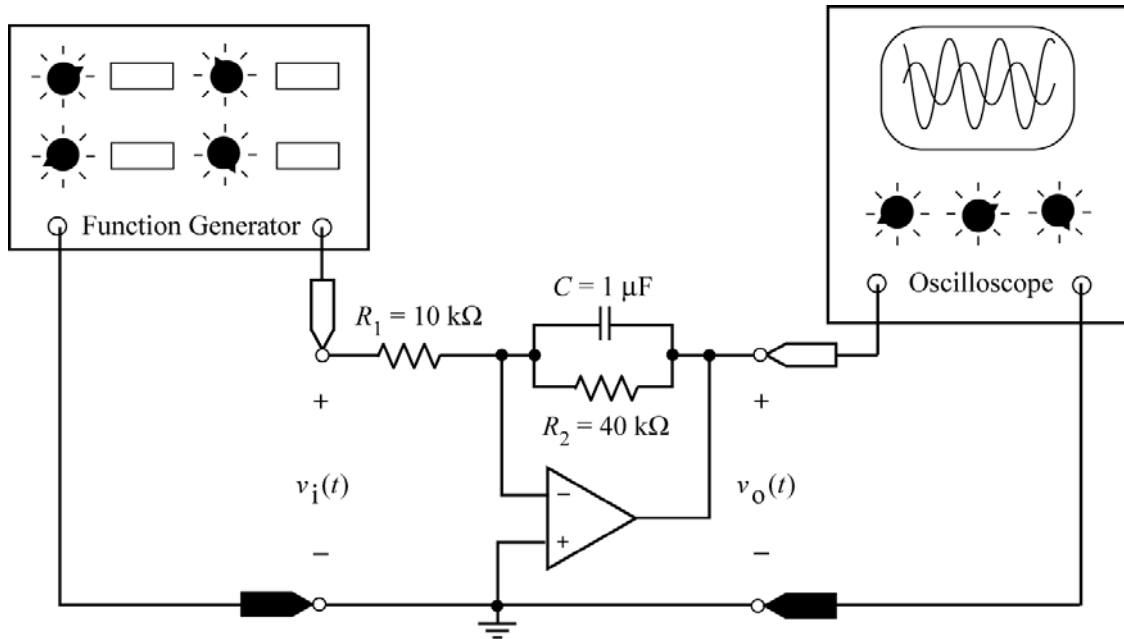 Function Generator
Oscilloscope
C = 1 μF
R1 = 10 kΩ
R2 = 40 kΩ
+
+
vi(t)
vo(t)
−
+
−
−